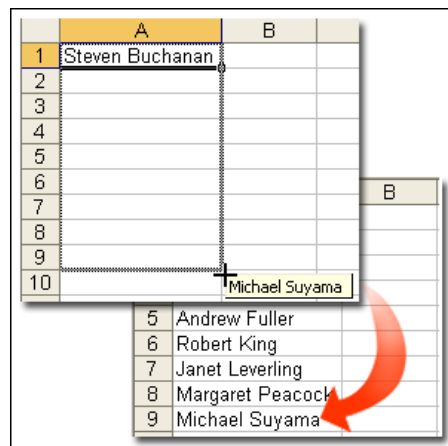 A B
1 Steven Buchanan
2
3
4
5
6
7
8
9
10
Michael Suyama
B
5 Andrew Fuller
6 Robert King
7 Janet Leverling
8 Margaret Peacock
9 Michael Suyama